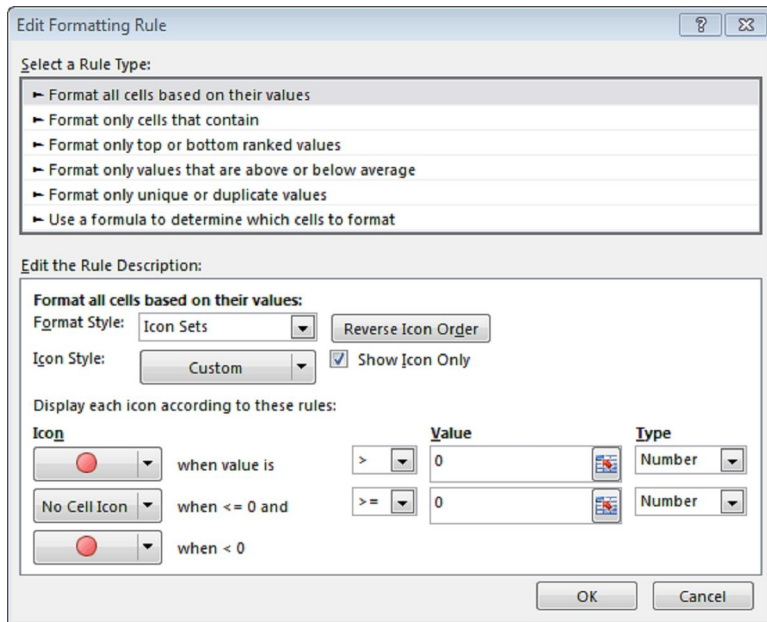 Edit Formatting Rule
Select a Rule Type:
► Format all cells based on their values
► Format only cells that contain
► Format only top or bottom ranked values
► Format only values that are above or below average
► Format only unique or duplicate values
► Use a formula to determine which cells to format
Edit the Rule Description:
Format all cells based on their values:
Format Style: Icon Sets Reverse Icon Order
Icon Style: Custom Show Icon Only
Display each icon according to these rules:
Icon Value Type
when value is > 0 Number
No Cell Icon when <= 0 and >= 0 Number
when < 0
OK Cancel